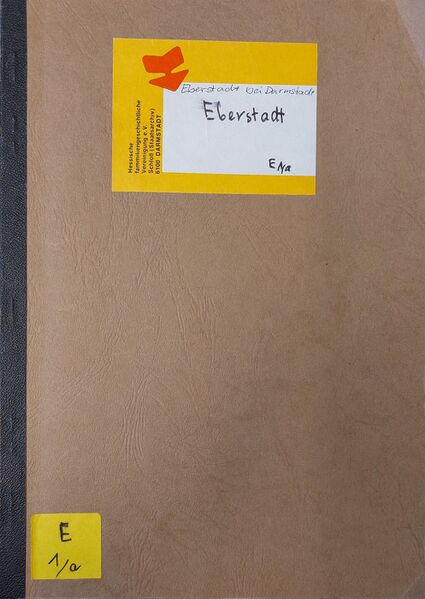 Eberstadt bei Darmstadt
Eberstadt
E 1/a
Hessische
familiengeschichtliche
Vereinigung e.V.
Schloß (Staatsarchiv)
6100 DARMSTADT
E
1/a